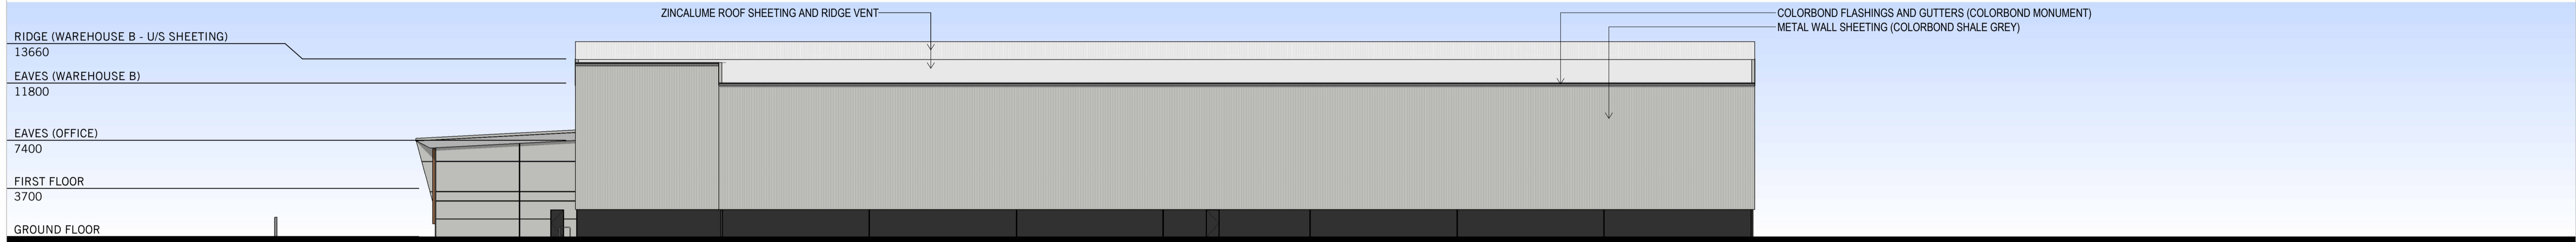 ZINCALUME ROOF SHEETING AND RIDGE VENT
COLORBOND FLASHINGS AND GUTTERS (COLORBOND MONUMENT)
METAL WALL SHEETING (COLORBOND SHALE GREY)
RIDGE (WAREHOUSE B - U/S SHEETING)
13660
EAVES (WAREHOUSE B)
11800
EAVES (OFFICE)
7400
FIRST FLOOR
3700
GROUND FLOOR